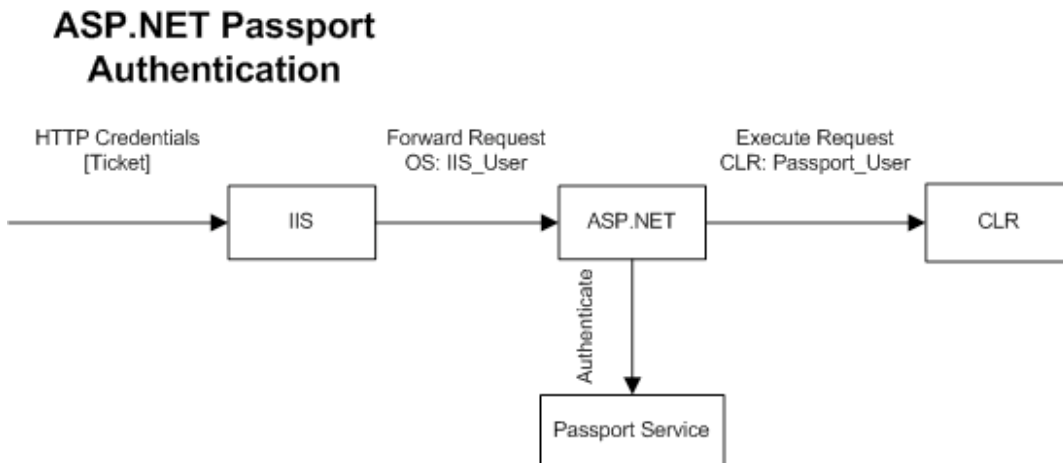 ASP.NET Passport
Authentication
HTTP Credentials
[Ticket]
Forward Request
OS: IIS_User
Execute Request
CLR: Passport_User
IIS
ASP.NET
CLR
Authenticate
Passport Service